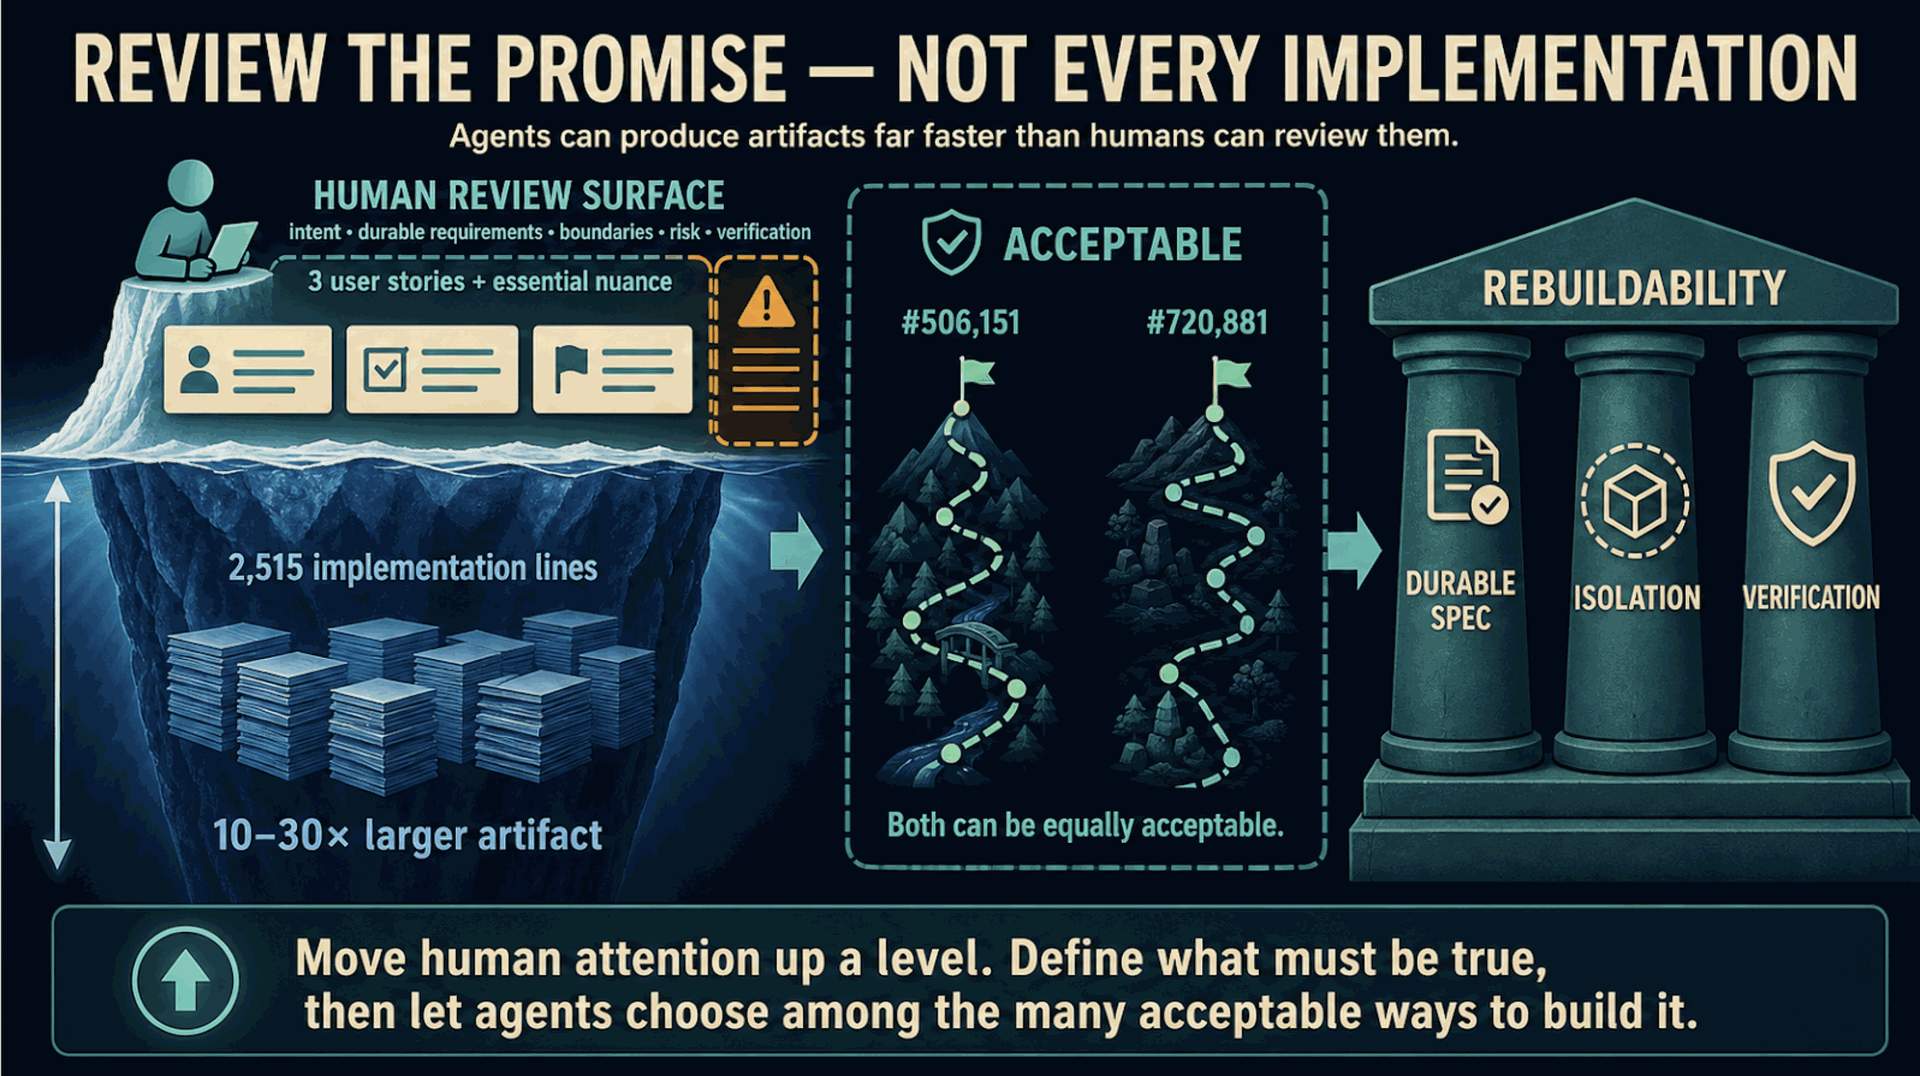 REVIEW THE PROMISE — NOT EVERY IMPLEMENTATION
Agents can produce artifacts far faster than humans can review them.
HUMAN REVIEW SURFACE
intent • durable requirements • boundaries • risk • verification
3 user stories + essential nuance
2,515 implementation lines
10–30× larger artifact
ACCEPTABLE
#506,151
#720,881
Both can be equally acceptable.
REBUILDABILITY
DURABLE
SPEC
ISOLATION
VERIFICATION
Move human attention up a level. Define what must be true,
then let agents choose among the many acceptable ways to build it.